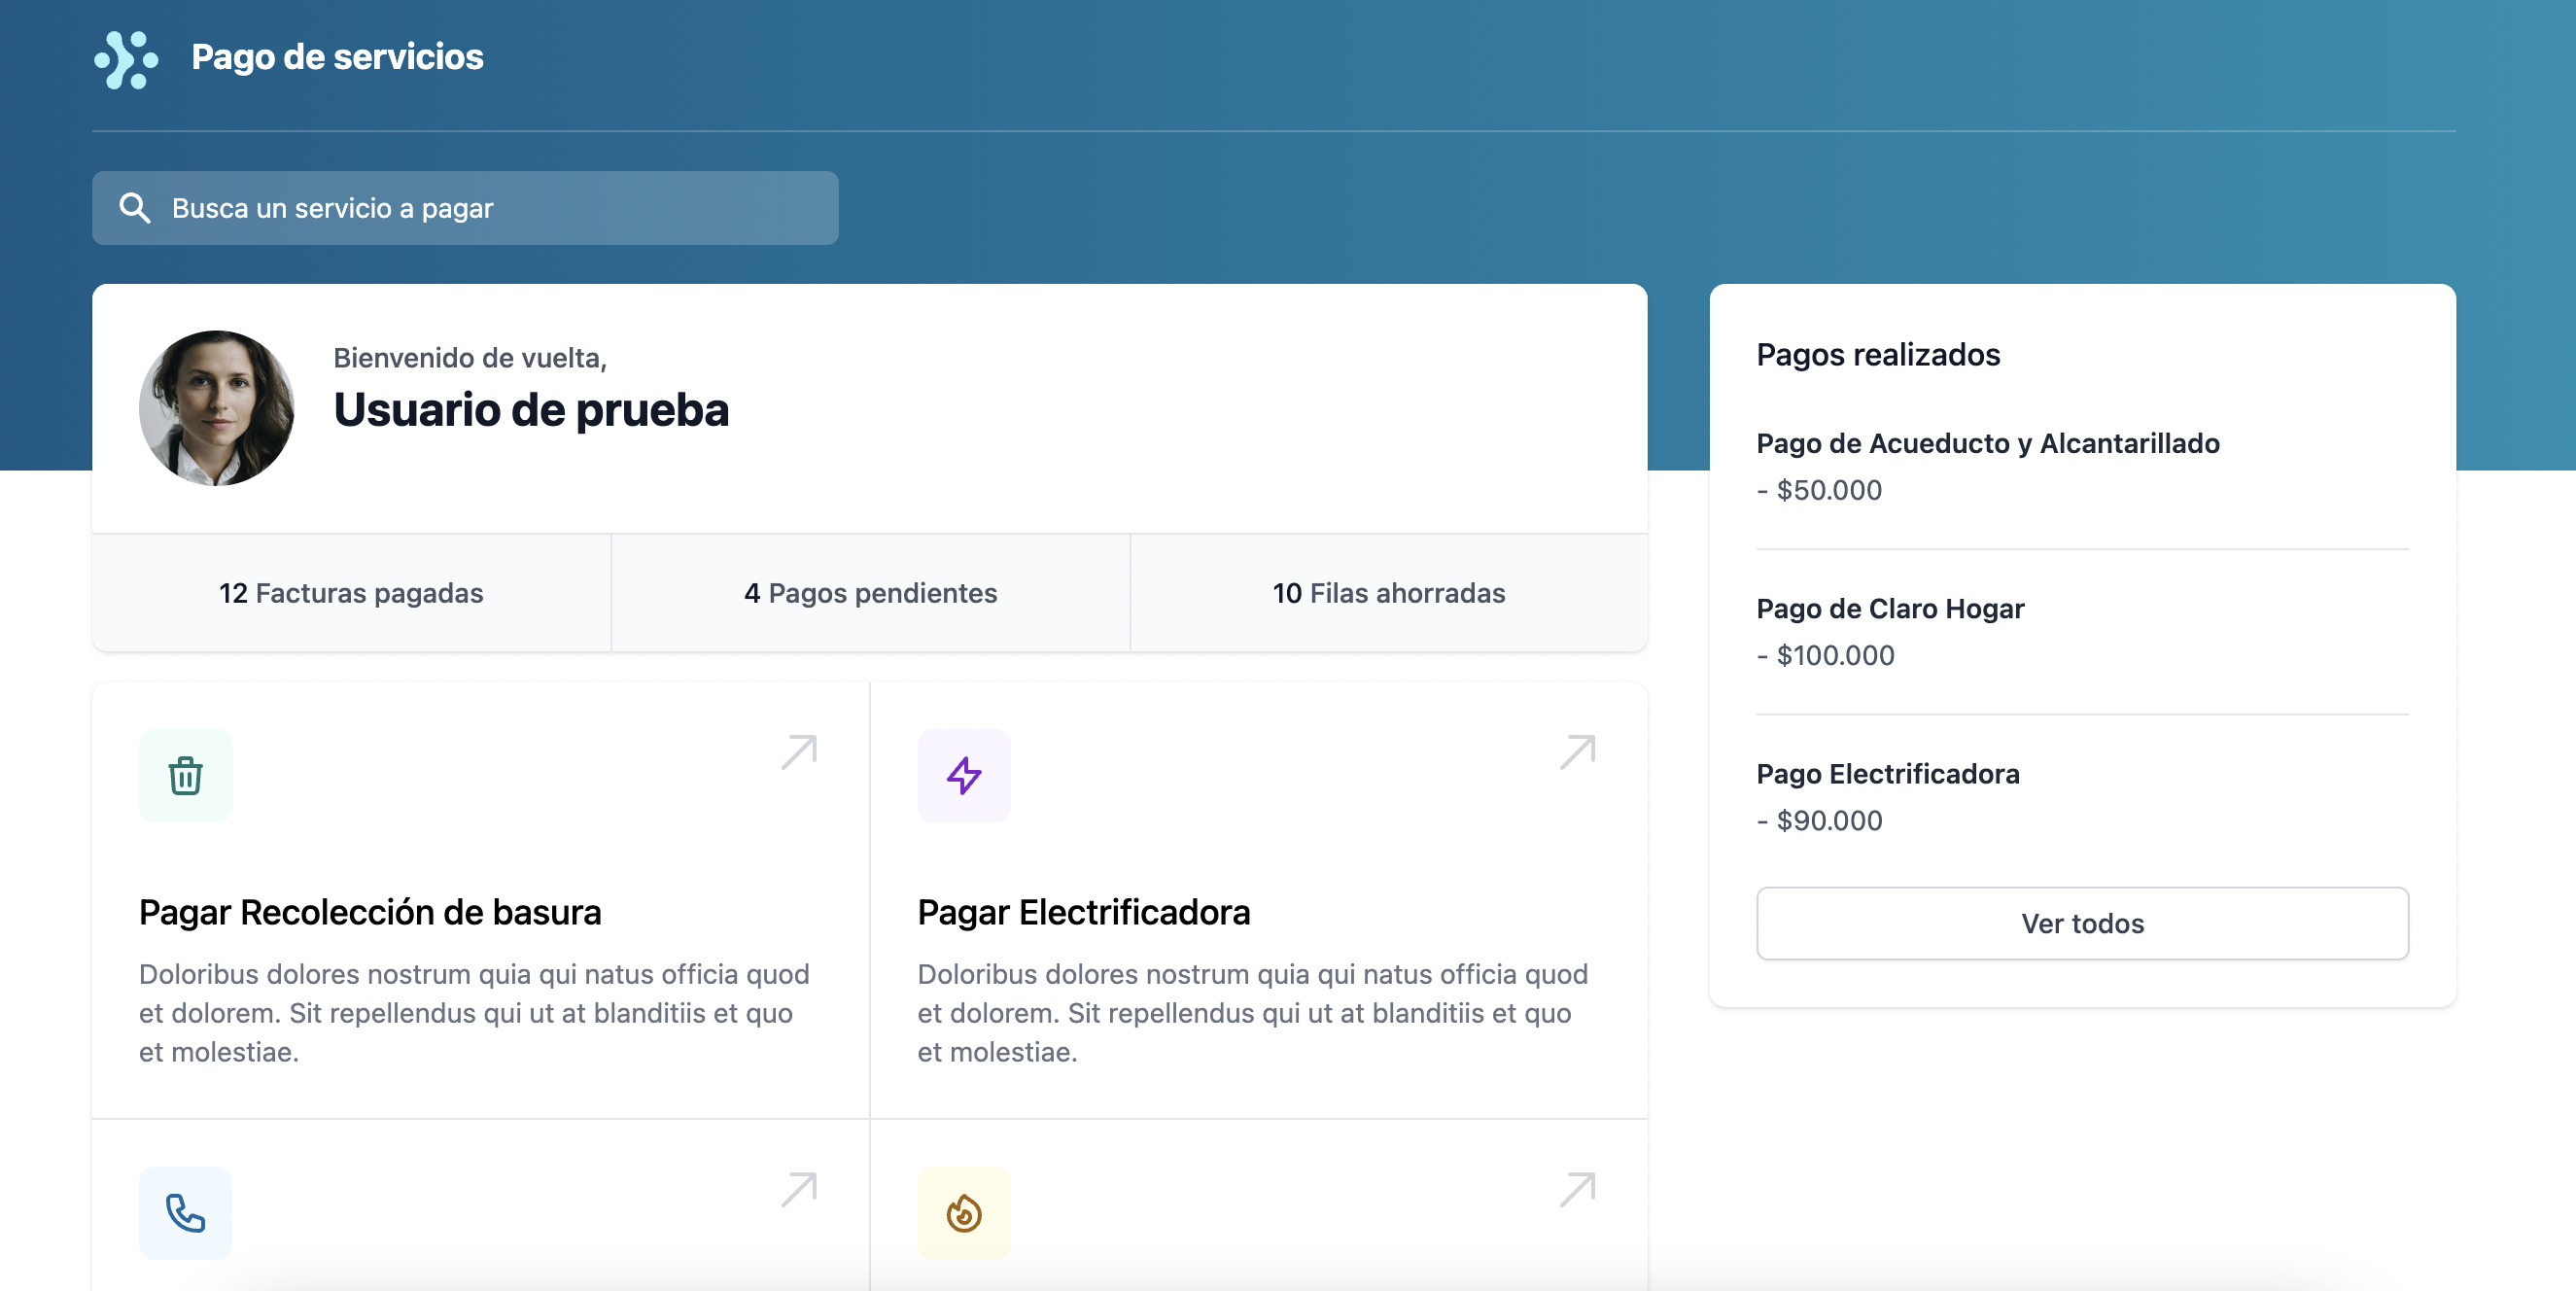 Pago de servicios
Busca un servicio a pagar
Bienvenido de vuelta,
Usuario de prueba
12 Facturas pagadas
4 Pagos pendientes
10 Filas ahorradas
Pagar Recolección de basura
Doloribus dolores nostrum quia qui natus officia quod
et dolorem. Sit repellendus qui ut at blanditiis et quo
et molestiae.
Pagar Electrificadora
Doloribus dolores nostrum quia qui natus officia quod
et dolorem. Sit repellendus qui ut at blanditiis et quo
et molestiae.
Pagos realizados
Pago de Acueducto y Alcantarillado
- $50.000
Pago de Claro Hogar
- $100.000
Pago Electrificadora
- $90.000
Ver todos